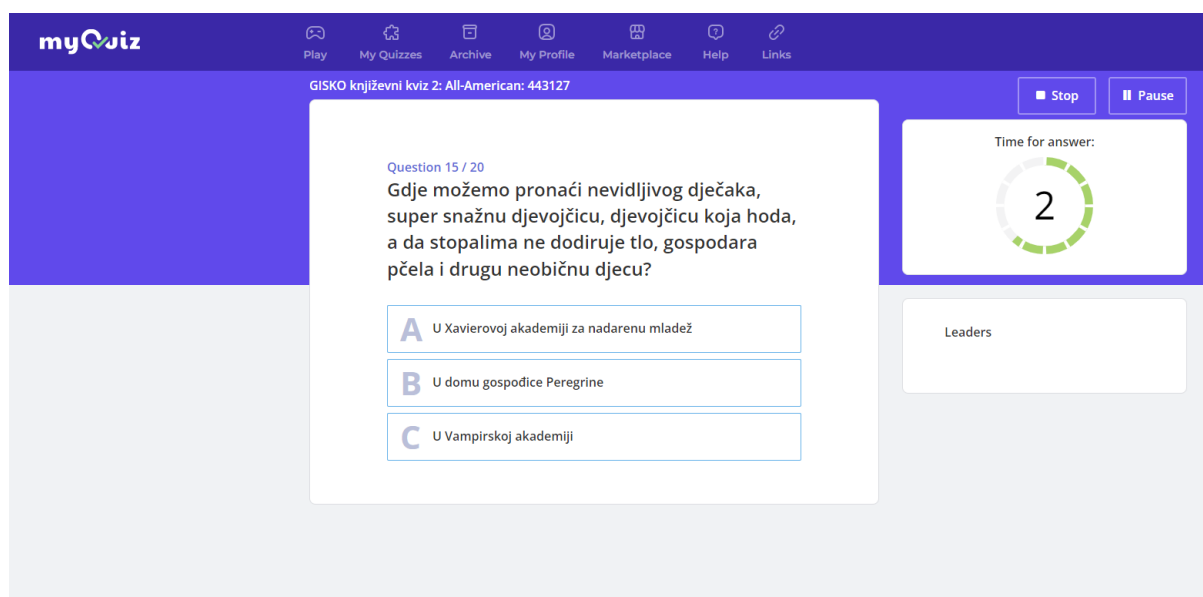 myQuiz
Play
My Quizzes
Archive
My Profile
Marketplace
Help
Links
GISKO književni kviz 2: All-American: 443127
Stop
Pause
Question 15 / 20
Gdje možemo pronaći nevidljivog dječaka,
super snažnu djevojčicu, djevojčicu koja hoda,
a da stopalima ne dodiruje tlo, gospodara
pčela i drugu neobičnu djecu?
A U Xavierovoj akademiji za nadarenu mladež
B U domu gospođice Peregrine
C U Vampirskoj akademiji
Time for answer:
2
Leaders